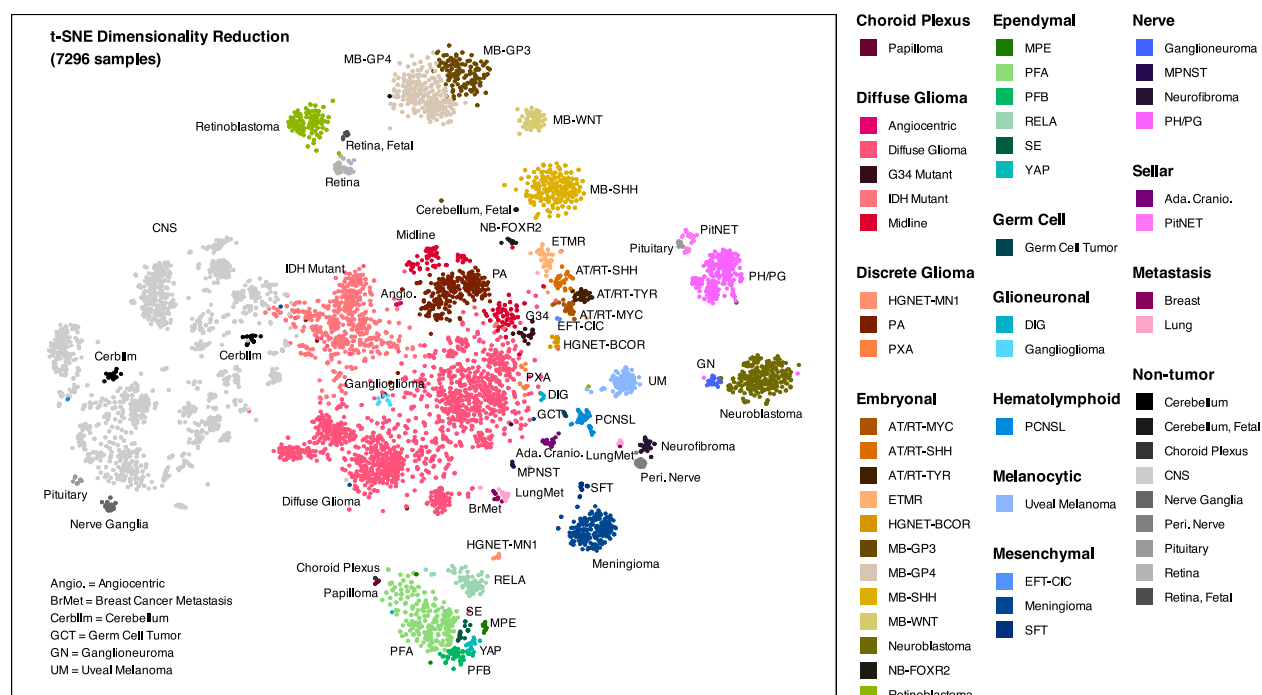 t-SNE Dimensionality Reduction
(7296 samples)
MB-GP3
MB-GP4
MB-WNT
Retinoblastoma
Retina, Fetal
Retina
MB-SHH
Cerebellum, Fetal
CNS
NB-FOXR2
Midline
ETMR
PitNET
Pituitary
IDH Mutant
PA
AT/RT-SHH
PH/PG
Angio.
AT/RT-TYR
G34
AT/RT-MYC
EFT-CIC
HGNET-BCOR
Cerbllm
Cerbllm
GN
Ganglioglioma
PXA
UM
DIG
Neuroblastoma
GCT
PCNSL
Ada. Cranio.
LungMet
Neurofibroma
MPNST
Peri. Nerve
Pituitary
Nerve Ganglia
Diffuse Glioma
BrMet
LungMet
SFT
Meningioma
HGNET-MN1
Choroid Plexus
Papilloma
RELA
SE
MPE
PFA
YAP
PFB
Angio. = Angiocentric
BrMet = Breast Cancer Metastasis
Cerbllm = Cerebellum
GCT = Germ Cell Tumor
GN = Ganglioneuroma
UM = Uveal Melanoma
Choroid Plexus
Papilloma
Diffuse Glioma
Angiocentric
Diffuse Glioma
G34 Mutant
IDH Mutant
Midline
Discrete Glioma
HGNET-MN1
PA
PXA
Embryonal
AT/RT-MYC
AT/RT-SHH
AT/RT-TYR
ETMR
HGNET-BCOR
MB-GP3
MB-GP4
MB-SHH
MB-WNT
Neuroblastoma
NB-FOXR2
Retinoblastoma
Ependymal
MPE
PFA
PFB
RELA
SE
YAP
Germ Cell
Germ Cell Tumor
Glioneuronal
DIG
Ganglioglioma
Hematolymphoid
PCNSL
Melanocytic
Uveal Melanoma
Mesenchymal
EFT-CIC
Meningioma
SFT
Nerve
Ganglioneuroma
MPNST
Neurofibroma
PH/PG
Sellar
Ada. Cranio.
PitNET
Metastasis
Breast
Lung
Non-tumor
Cerebellum
Cerebellum, Fetal
Choroid Plexus
CNS
Nerve Ganglia
Peri. Nerve
Pituitary
Retina
Retina, Fetal